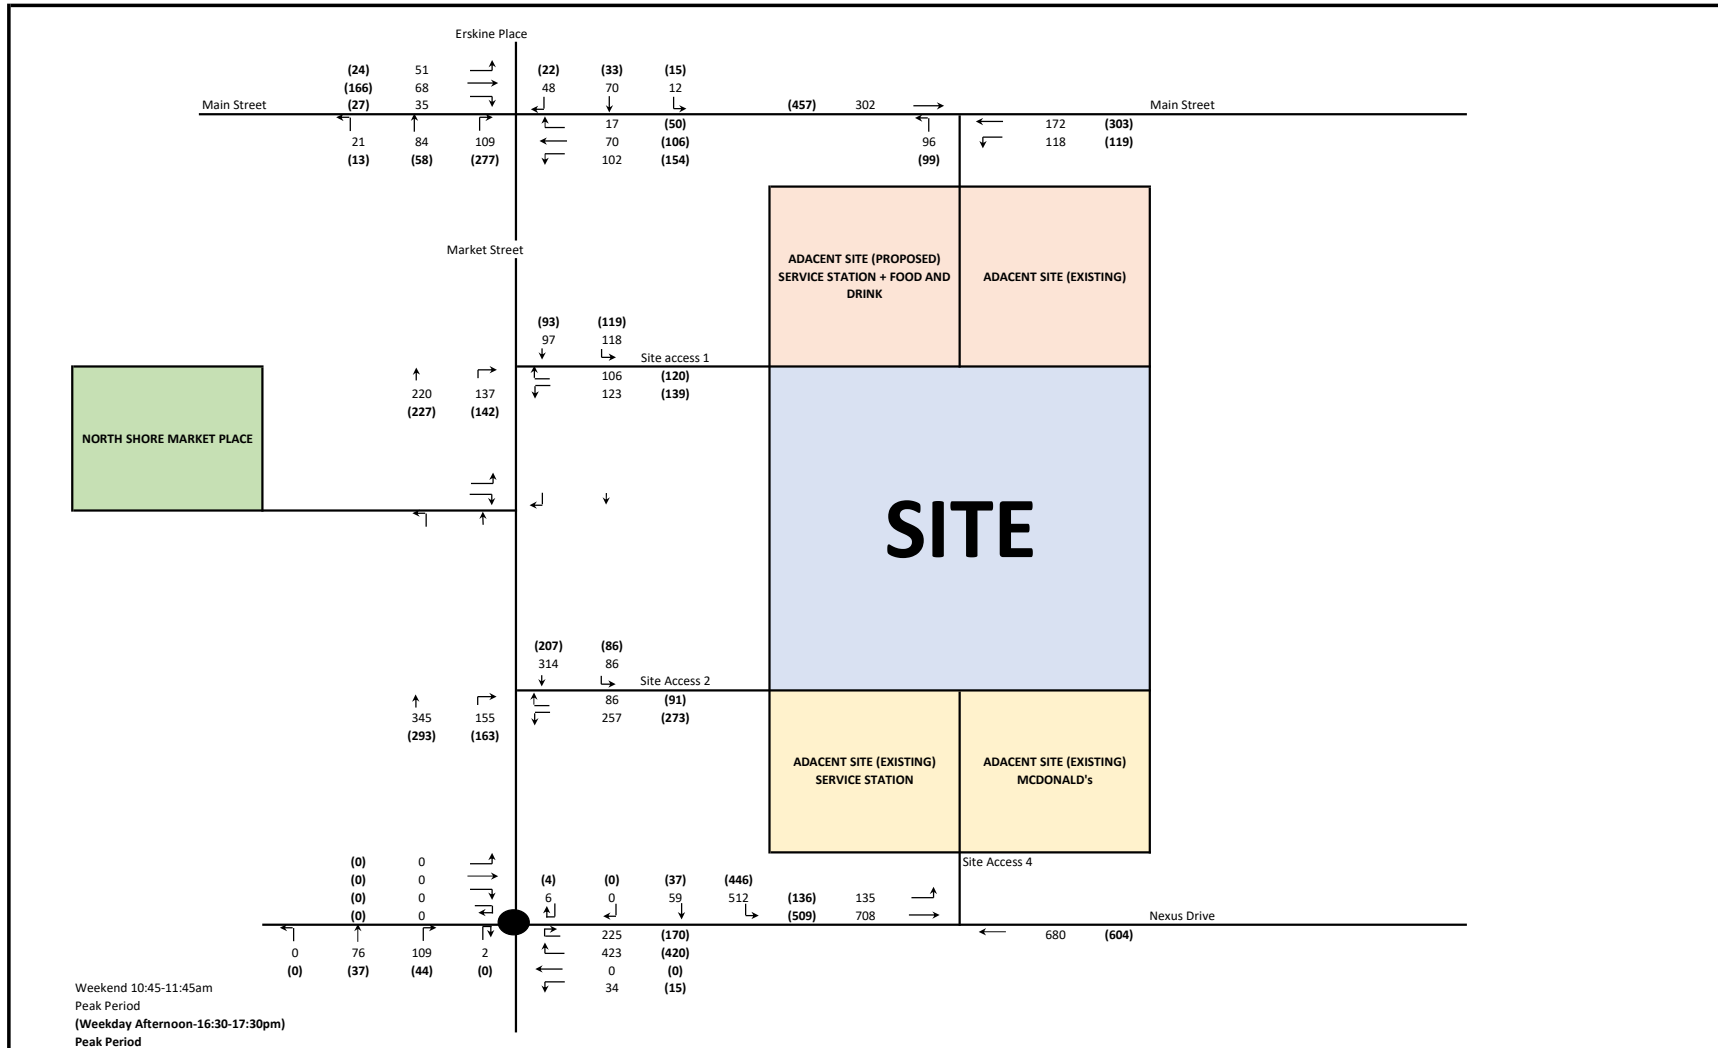 Erskine Place
(24) 51 (22) (33) (15)
(166) 68 48 70 12
Main Street (27) 35 (457) 302 Main Street
17 (50) 172 (303)
21 84 109 70 (106) 96 118 (119)
(13) (58) (277) 102 (154) (99)
Market Street
ADACENT SITE (PROPOSED)
SERVICE STATION + FOOD AND
DRINK
ADACENT SITE (EXISTING)
(93) (119)
97 118
Site access 1
106 (120)
220 137 123 (139)
(227) (142)
NORTH SHORE MARKET PLACE
SITE
(207) (86)
314 86
Site Access 2
86 (91)
345 155 257 (273)
(293) (163)
ADACENT SITE (EXISTING)
SERVICE STATION
ADACENT SITE (EXISTING)
MCDONALD's
(0) 0 Site Access 4
(0) 0 (4) (0) (37) (446)
(0) 0 6 0 59 512 (136) 135
(0) 0 (509) 708 Nexus Drive
225 (170) 680 (604)
0 76 109 2 423 (420)
(0) (37) (44) (0) 0 (0)
34 (15)
Weekend 10:45-11:45am
Peak Period
(Weekday Afternoon-16:30-17:30pm)
Peak Period